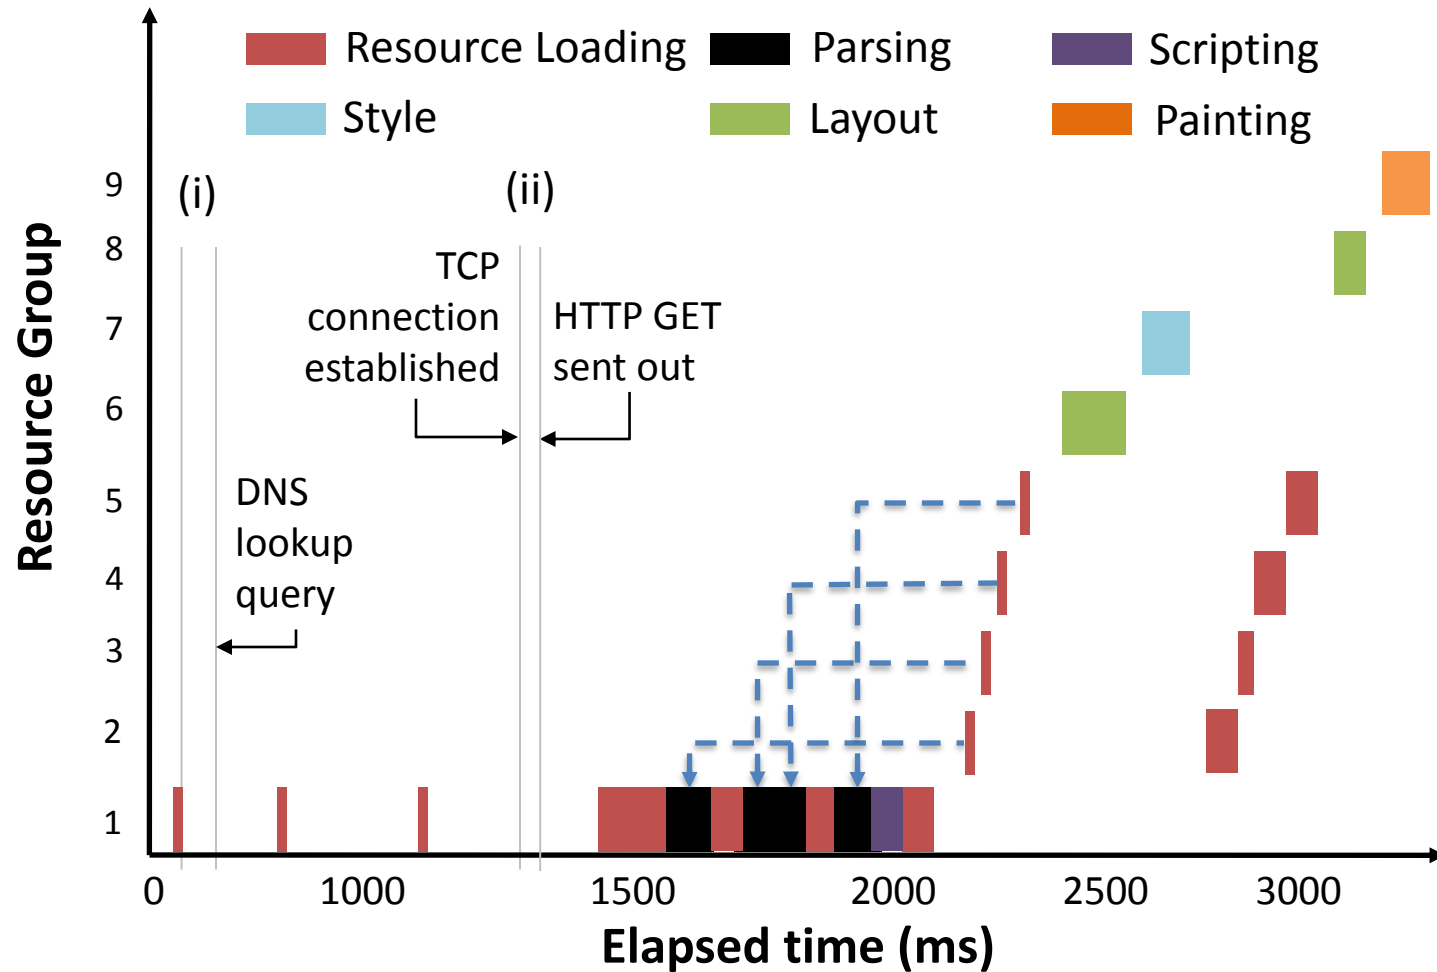 Resource Loading
Parsing
Scripting
Style
Layout
Painting
Resource Group
9
8
7
6
5
4
3
2
1
(i)
(ii)
TCP
connection
established
HTTP GET
sent out
DNS
lookup
query
0
1000
1500
2000
2500
3000
Elapsed time (ms)